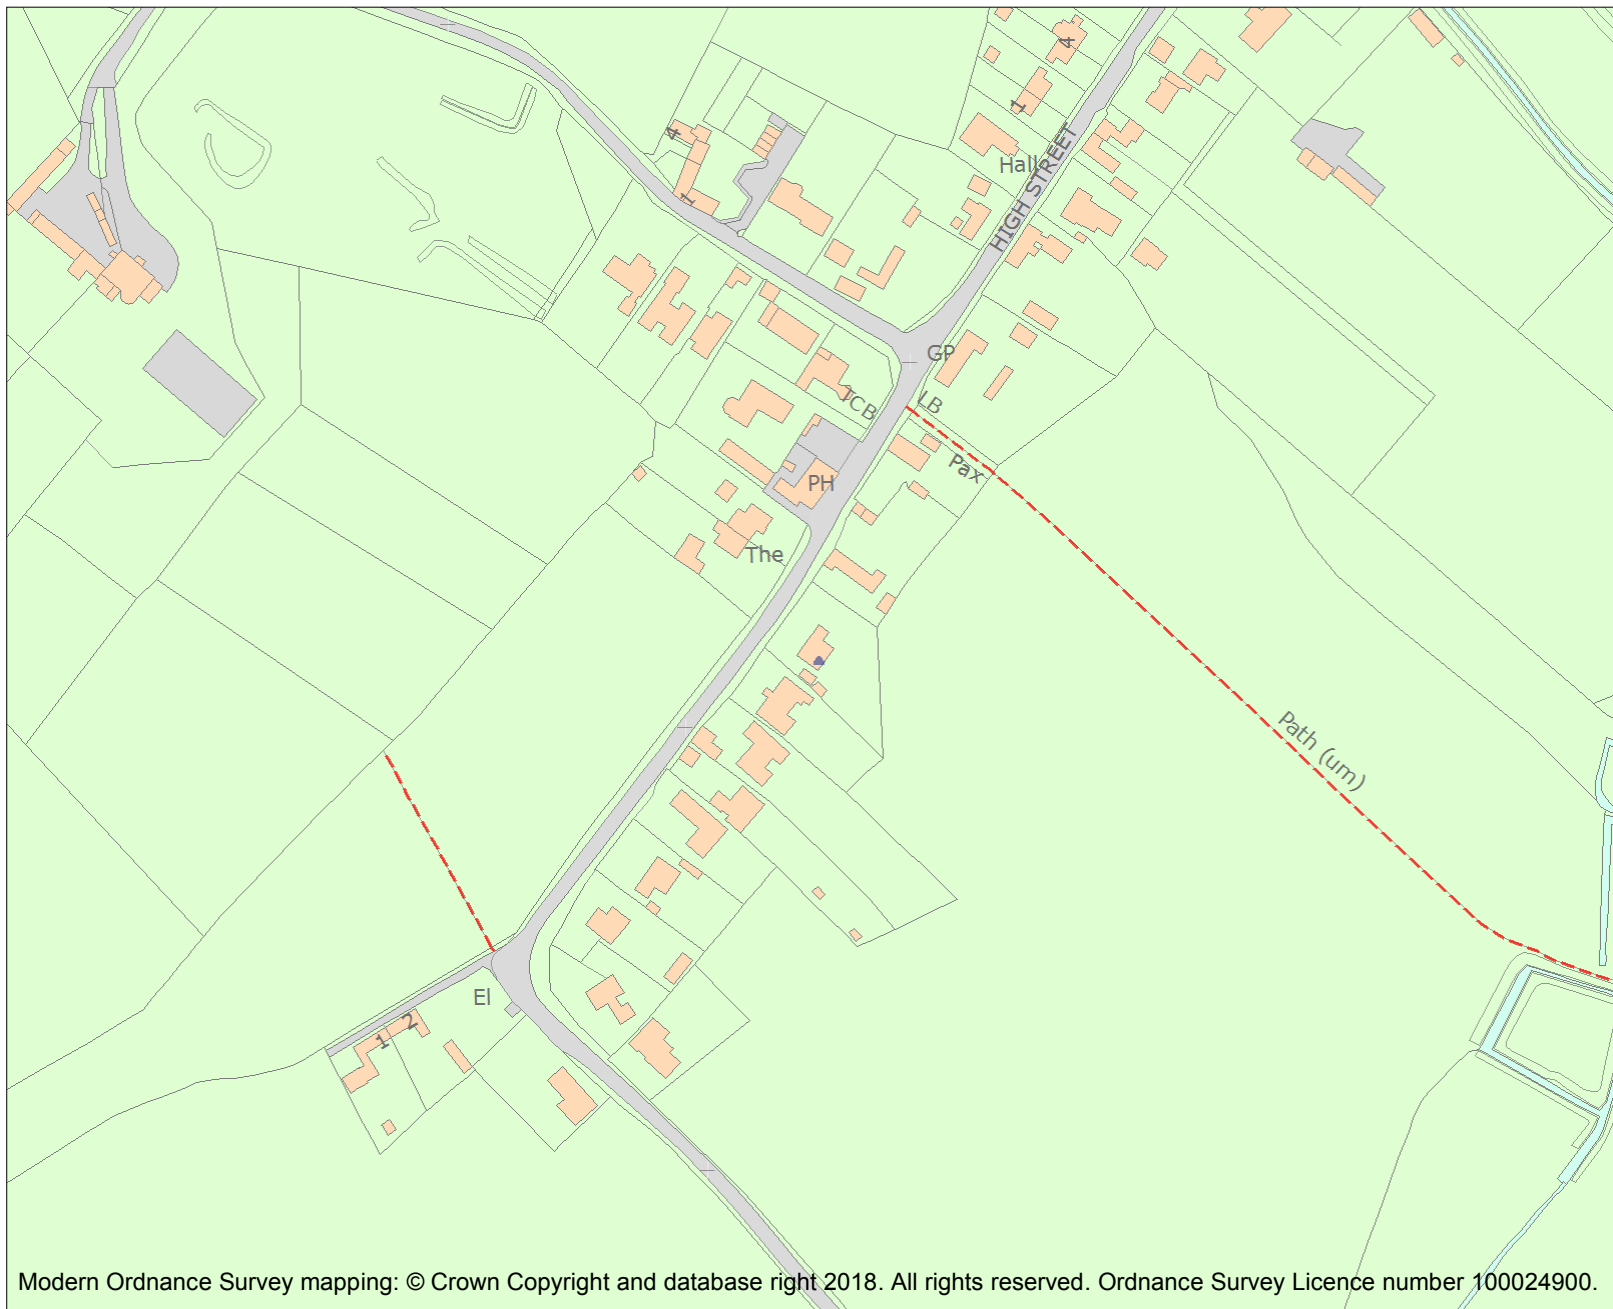 4
1
4
Hall
HIGH STREET
1
GP
TCB
LB
Pax
PH
The
Path (um)
El
2
1
Modern Ordnance Survey mapping: © Crown Copyright and database right 2018. All rights reserved. Ordnance Survey Licence number 100024900.